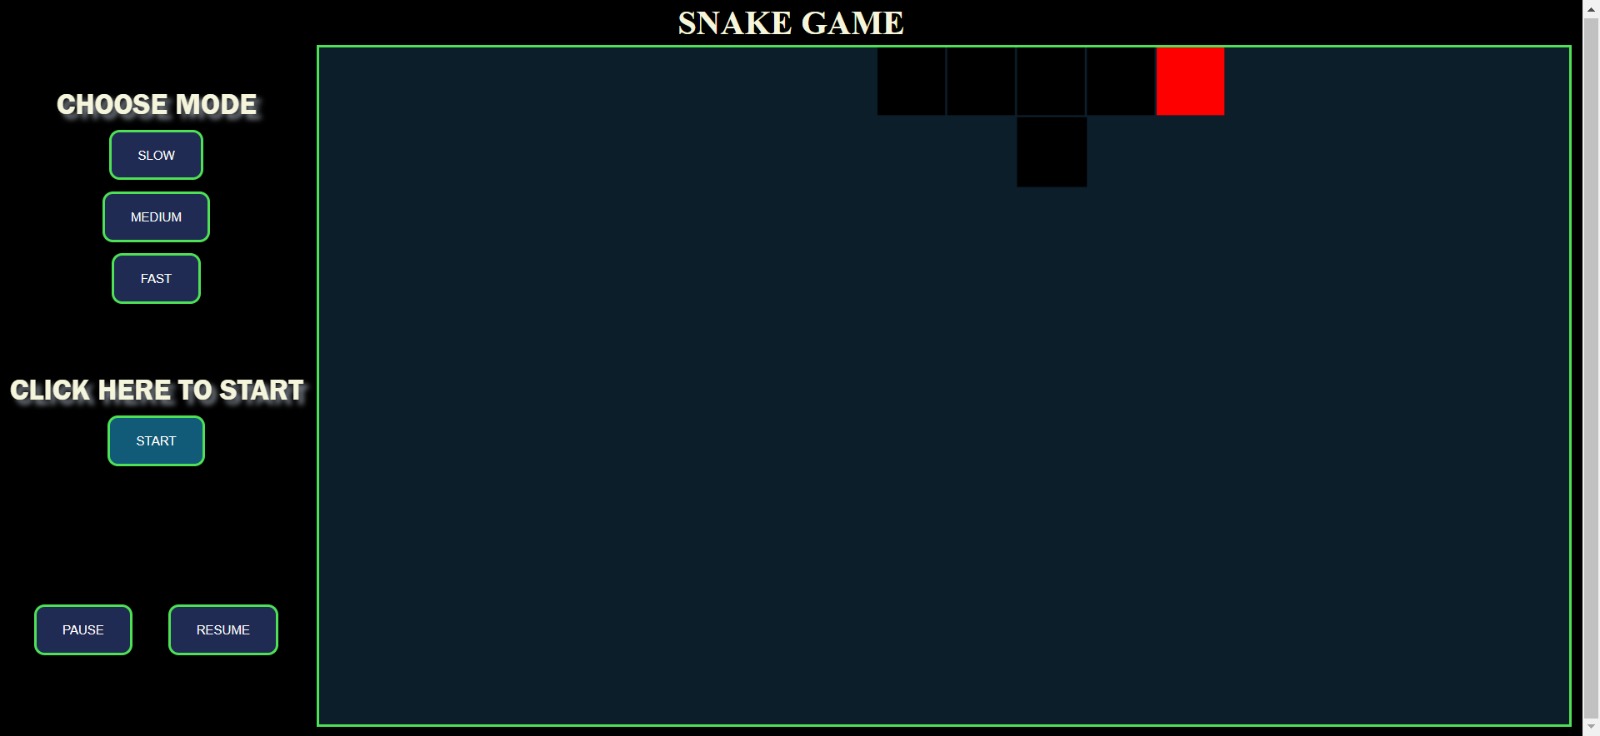 SNAKE GAME
CHOOSE MODE
SLOW
MEDIUM
FAST
CLICK HERE TO START
START
PAUSE
RESUME